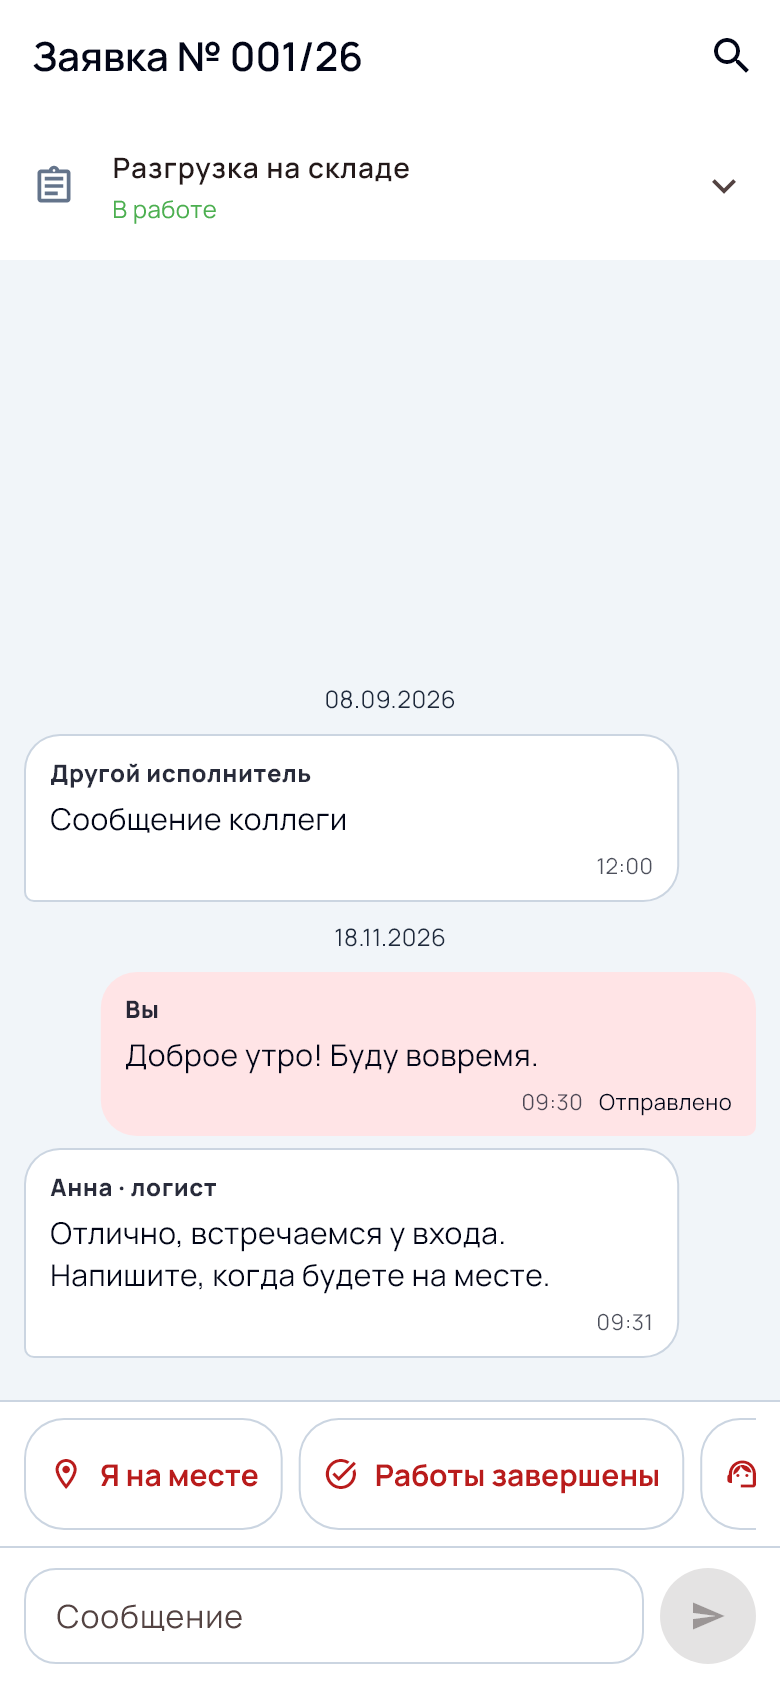 Заявка № 001/26
Разгрузка на складе
В работе
08.09.2026
Другой исполнитель
Сообщение коллеги
12:00
18.11.2026
Вы
Доброе утро! Буду вовремя.
09:30 Отправлено
Анна · логист
Отлично, встречаемся у входа.
Напишите, когда будете на месте.
09:31
Я на месте
Работы завершены
Сообщение